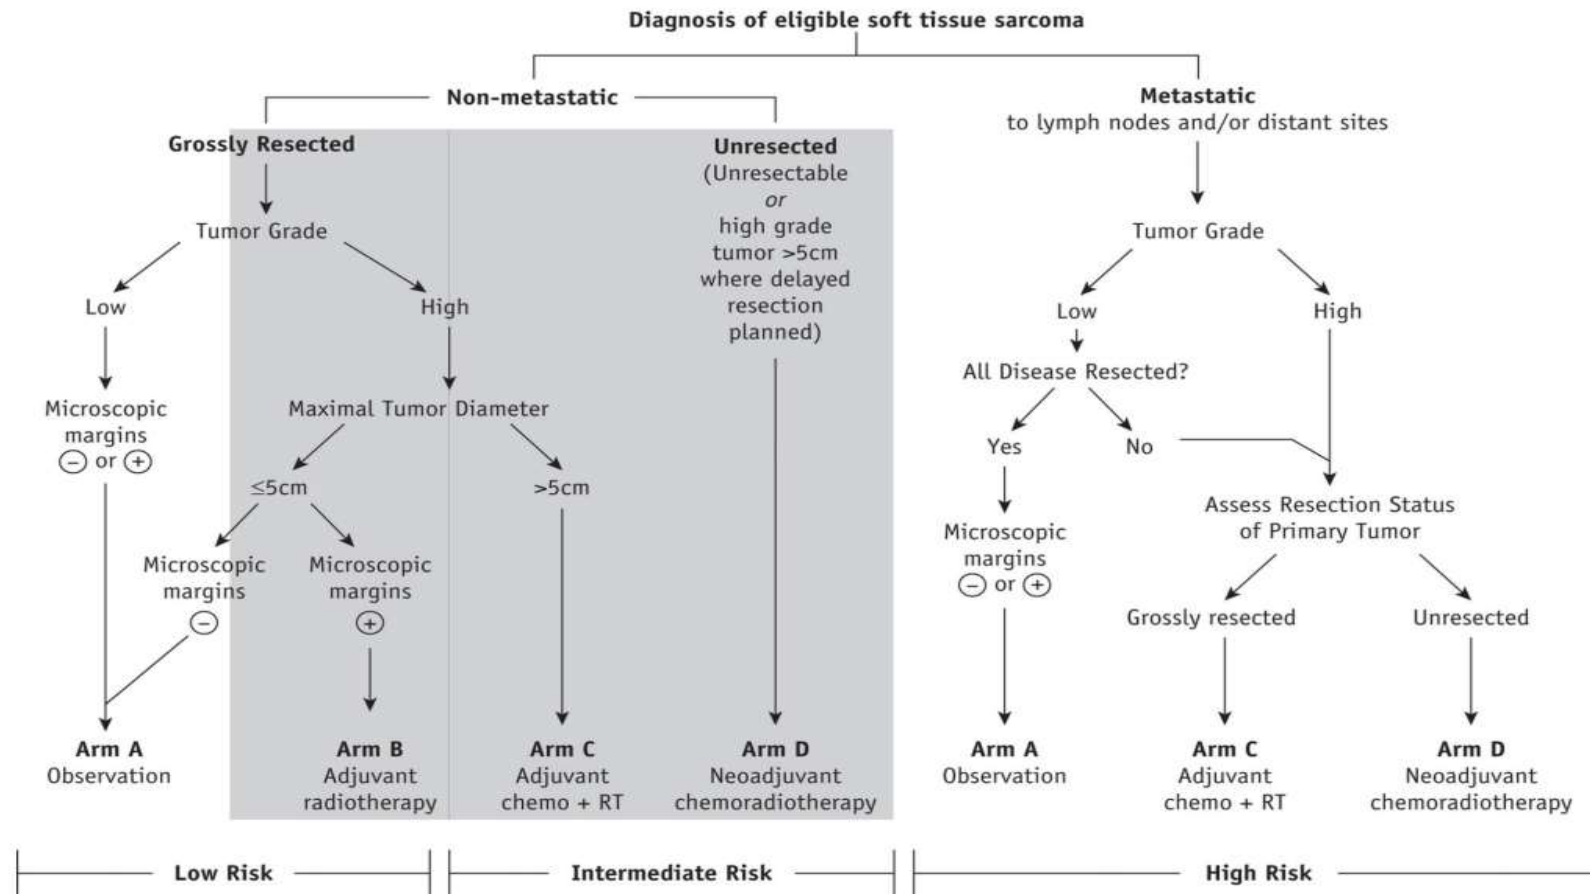 Diagnosis of eligible soft tissue sarcoma
Non-metastatic
Metastatic
to lymph nodes and/or distant sites
Grossly Resected
Tumor Grade
Low
High
Microscopic
margins
− or +
Maximal Tumor Diameter
≤5cm
>5cm
Microscopic
margins
−
Microscopic
margins
+
Unresected
(Unresectable
or
high grade
tumor >5cm
where delayed
resection
planned)
Arm A
Observation
Arm B
Adjuvant
radiotherapy
Arm C
Adjuvant
chemo + RT
Arm D
Neoadjuvant
chemoradiotherapy
Tumor Grade
Low
High
All Disease Resected?
Yes
No
Microscopic
margins
− or +
Assess Resection Status
of Primary Tumor
Grossly resected
Unresected
Arm A
Observation
Arm C
Adjuvant
chemo + RT
Arm D
Neoadjuvant
chemoradiotherapy
Low Risk
Intermediate Risk
High Risk